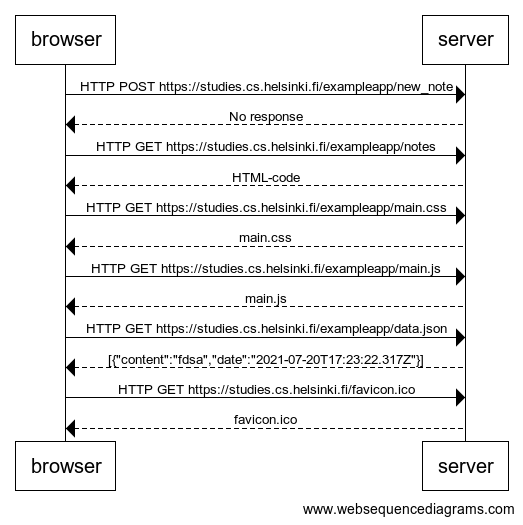 browser server
HTTP POST https://studies.cs.helsinki.fi/exampleapp/new_note
No response
HTTP GET https://studies.cs.helsinki.fi/exampleapp/notes
HTML-code
HTTP GET https://studies.cs.helsinki.fi/exampleapp/main.css
main.css
HTTP GET https://studies.cs.helsinki.fi/exampleapp/main.js
main.js
HTTP GET https://studies.cs.helsinki.fi/exampleapp/data.json
[{"content":"fdsa","date":"2021-07-20T17:23:22.317Z"}]
HTTP GET https://studies.cs.helsinki.fi/favicon.ico
favicon.ico
browser server
www.websequencediagrams.com